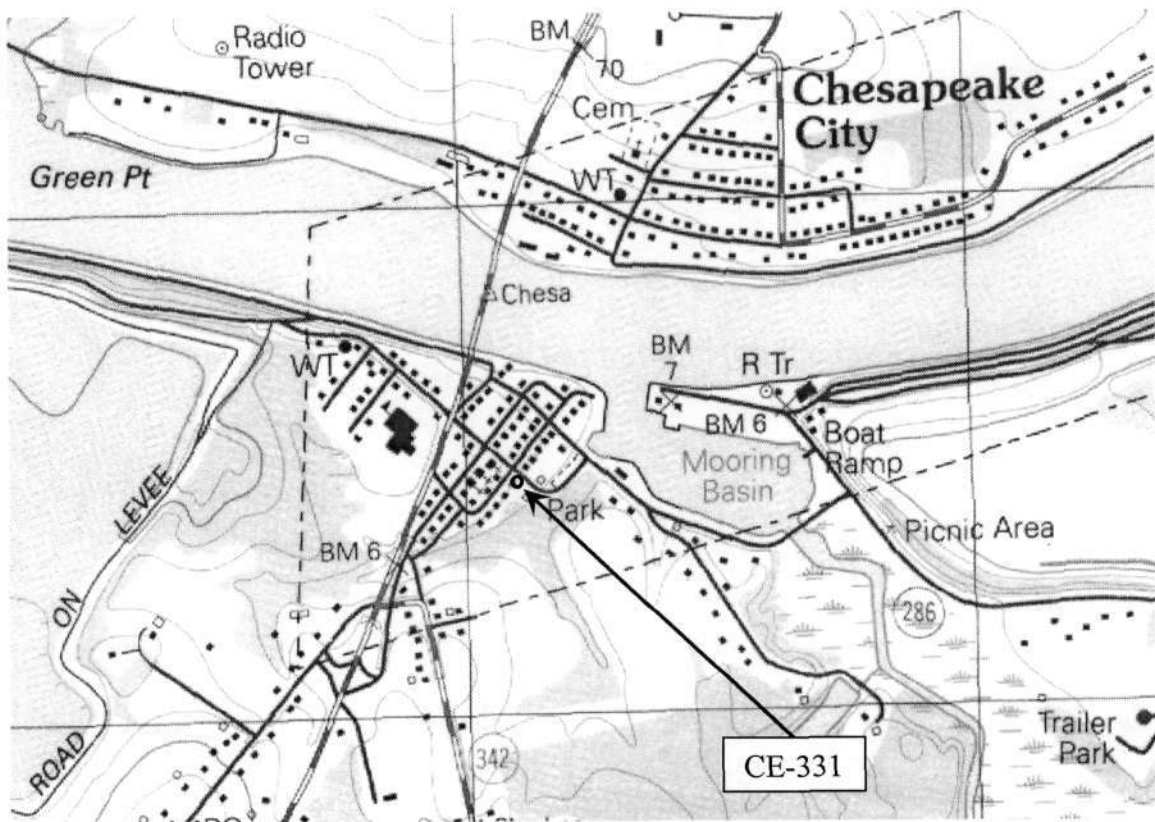 Radio
Tower
BM
70
Chesapeake
City
Cem
Green Pt
WT
Chesa
WT
BM
7
R Tr
BM 6
Boat
Ramp
Mooring
Basin
Park
Picnic Area
BM 6
ROAD ON LEVEE
286
342
CE-331
Trailer
Park